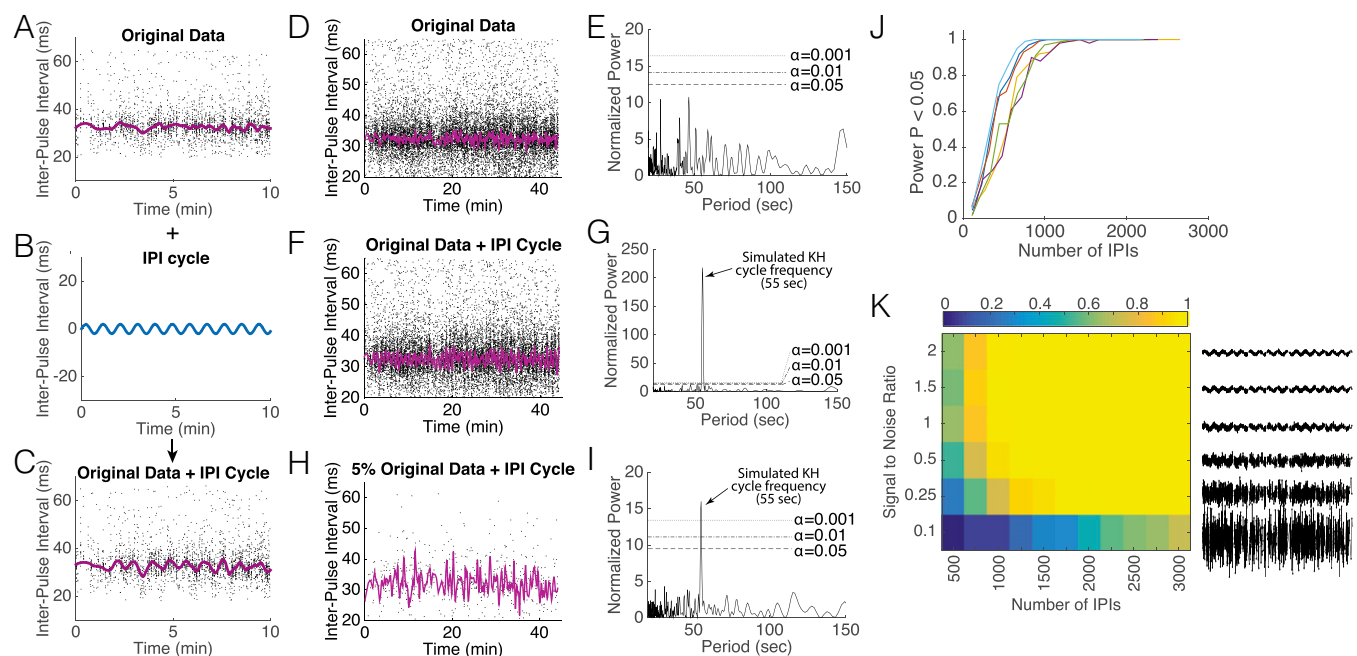 A
Original Data
Inter-Pulse Interval (ms)
60
40
20
0
5
10
Time (min)
+
B
IPI cycle
Inter-Pulse Interval (ms)
20
0
-20
0
5
10
Time (min)
C
Original Data + IPI Cycle
Inter-Pulse Interval (ms)
60
40
20
0
5
10
Time (min)
D
Original Data
Inter-Pulse Interval (ms)
60
50
40
30
20
0
20
40
Time (min)
E
Normalized Power
20
15
10
5
0
α=0.001
α=0.01
α=0.05
50
100
150
Period (sec)
F
Original Data + IPI Cycle
Inter-Pulse Interval (ms)
60
50
40
30
20
0
20
40
Time (min)
G
Normalized Power
250
200
150
100
50
0
Simulated KH
cycle frequency
(55 sec)
α=0.001
α=0.01
α=0.05
50
100
150
Period (sec)
H
5% Original Data + IPI Cycle
Inter-Pulse Interval (ms)
60
50
40
30
20
0
20
40
Time (min)
I
Normalized Power
20
15
10
5
0
Simulated KH
cycle frequency
(55 sec)
α=0.001
α=0.01
α=0.05
50
100
150
Period (sec)
J
Power P < 0.05
1
0.8
0.6
0.4
0.2
0
0
1000
2000
3000
Number of IPIs
K
0
0.2
0.4
0.6
0.8
1
Signal to Noise Ratio
2
1.5
1
0.5
0.25
0.1
500
1000
1500
2000
2500
3000
Number of IPIs